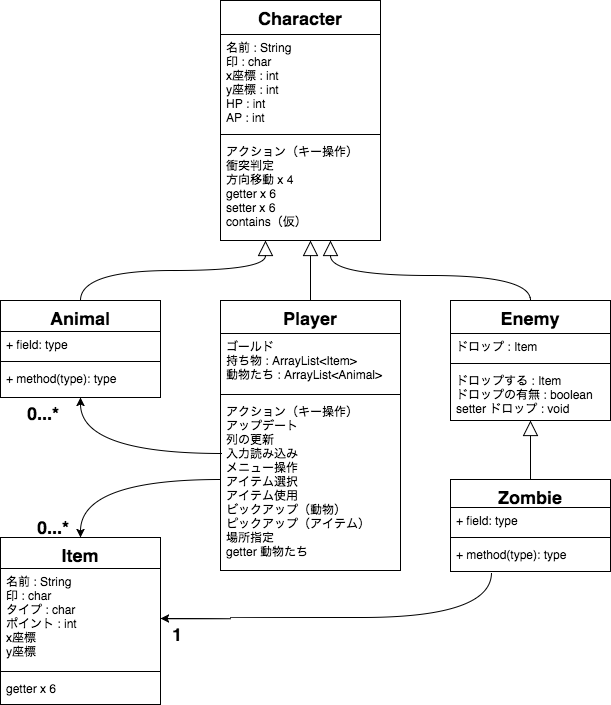 Character
名前 : String
印 : char
x座標 : int
y座標 : int
HP : int
AP : int
アクション（キー操作）
衝突判定
方向移動 x 4
getter x 6
setter x 6
contains（仮）
Animal
+ field: type
+ method(type): type
0...*
Player
ゴールド
持ち物 : ArrayList<Item>
動物たち : ArrayList<Animal>
アクション（キー操作）
アップデート
列の更新
入力読み込み
メニュー操作
アイテム選択
アイテム使用
ピックアップ（動物）
ピックアップ（アイテム）
場所指定
getter 動物たち
Enemy
ドロップ : Item
ドロップする : Item
ドロップの有無 : boolean
setter ドロップ : void
Zombie
+ field: type
+ method(type): type
0...*
Item
名前 : String
印 : char
タイプ : char
ポイント : int
x座標
y座標
getter x 6
1